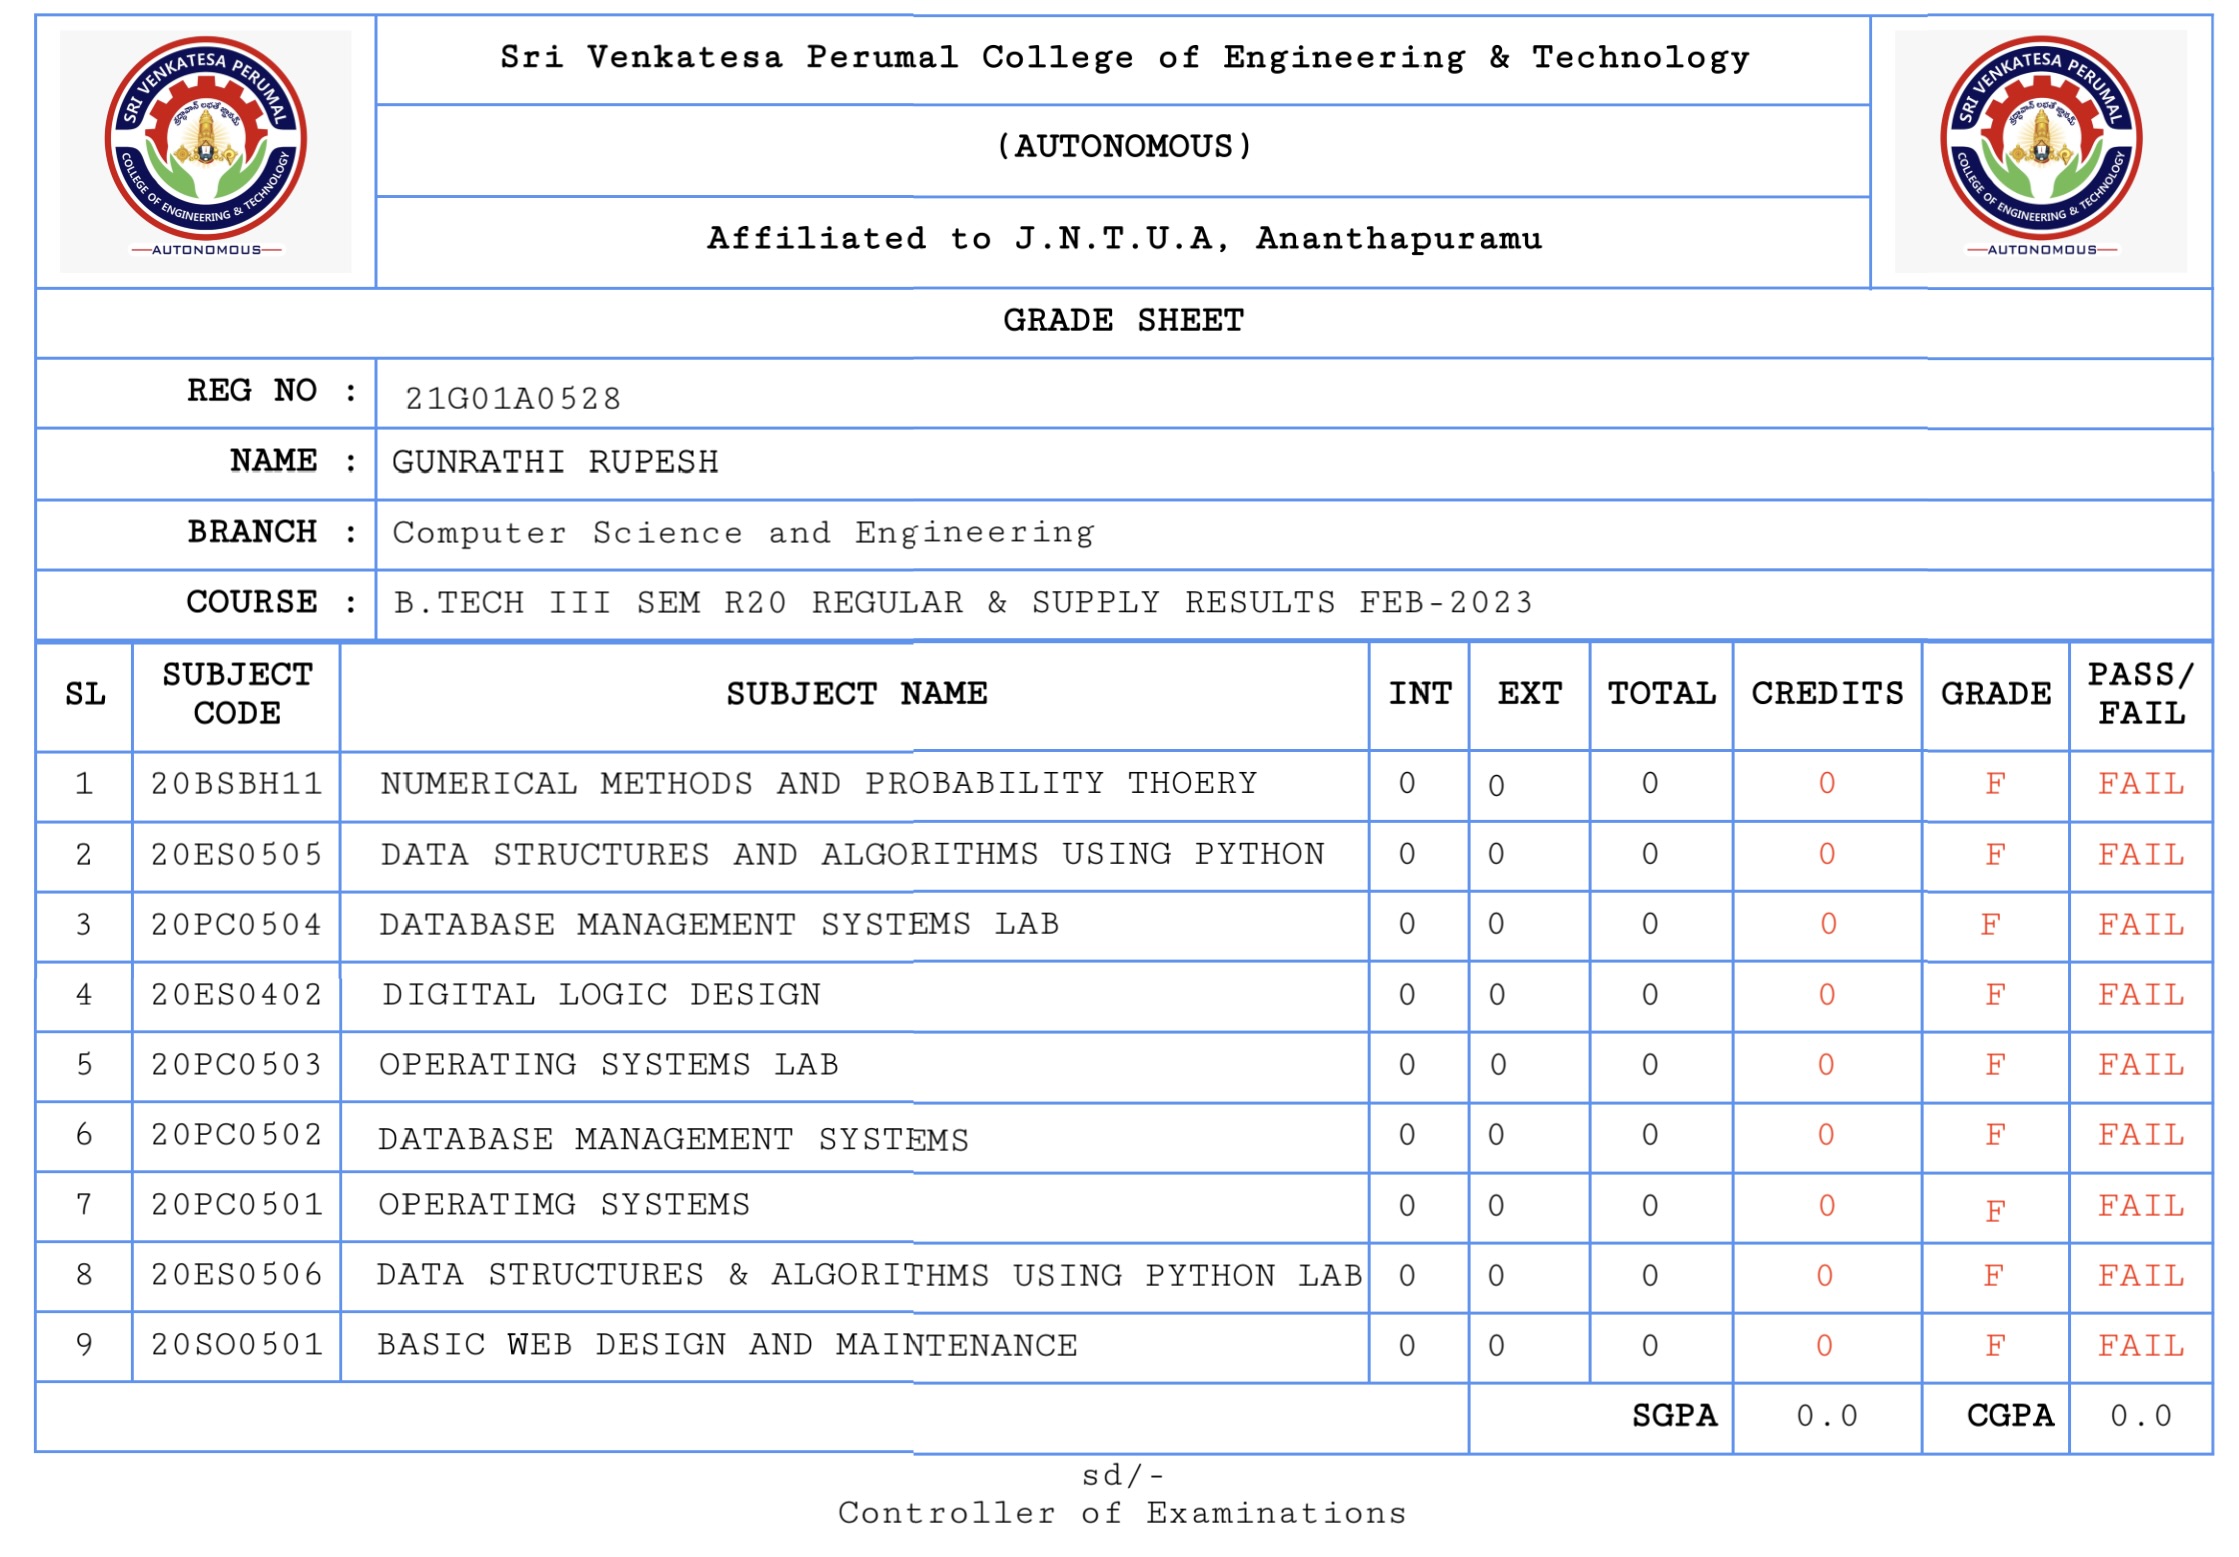 SRI VENKATESA PERUMAL
COLLEGE OF ENGINEERING & TECHNOLOGY
AUTONOMOUS
Sri Venkatesa Perumal College of Engineering & Technology
(AUTONOMOUS)
Affiliated to J.N.T.U.A, Ananthapuramu
SRI VENKATESA PERUMAL
COLLEGE OF ENGINEERING & TECHNOLOGY
AUTONOMOUS
GRADE SHEET
REG NO : 21G01A0528
NAME : GUNRATHI RUPESH
BRANCH : Computer Science and Engineering
COURSE : B.TECH III SEM R20 REGULAR & SUPPLY RESULTS FEB-2023
SL SUBJECT CODE SUBJECT NAME INT EXT TOTAL CREDITS GRADE PASS/ FAIL
1 20BSBH11 NUMERICAL METHODS AND PROBABILITY THOERY 0 0 0 0 F FAIL
2 20ES0505 DATA STRUCTURES AND ALGORITHMS USING PYTHON 0 0 0 0 F FAIL
3 20PC0504 DATABASE MANAGEMENT SYSTEMS LAB 0 0 0 0 F FAIL
4 20ES0402 DIGITAL LOGIC DESIGN 0 0 0 0 F FAIL
5 20PC0503 OPERATING SYSTEMS LAB 0 0 0 0 F FAIL
6 20PC0502 DATABASE MANAGEMENT SYSTEMS 0 0 0 0 F FAIL
7 20PC0501 OPERATIMG SYSTEMS 0 0 0 0 F FAIL
8 20ES0506 DATA STRUCTURES & ALGORITHMS USING PYTHON LAB 0 0 0 0 F FAIL
9 20SO0501 BASIC WEB DESIGN AND MAINTENANCE 0 0 0 0 F FAIL
SGPA 0.0 CGPA 0.0
sd/-
Controller of Examinations